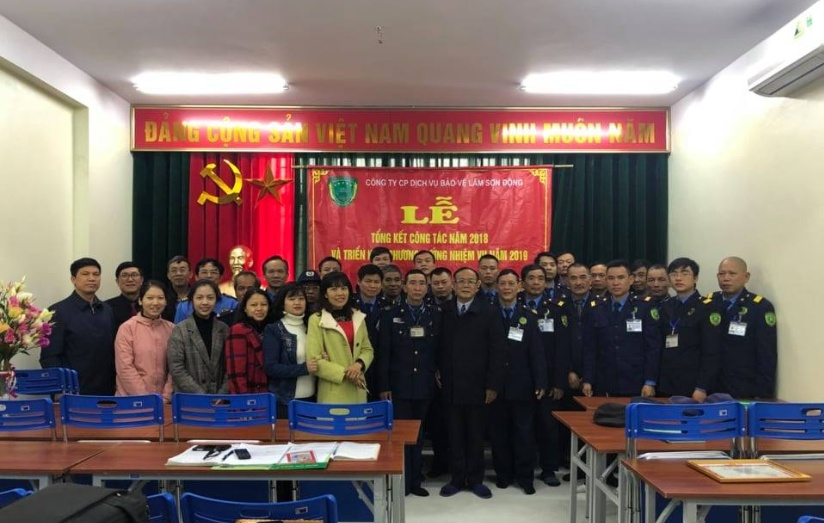 ĐẢNG CỘNG SẢN VIỆT NAM QUANG VINH MUÔN NĂM
CÔNG TY CP DỊCH VỤ BẢO VỆ LAM SƠN ĐÔNG
LỄ
TỔNG KẾT CÔNG TÁC NĂM 2018
VÀ TRIỂN NHIỆM VỤ NĂM 2019